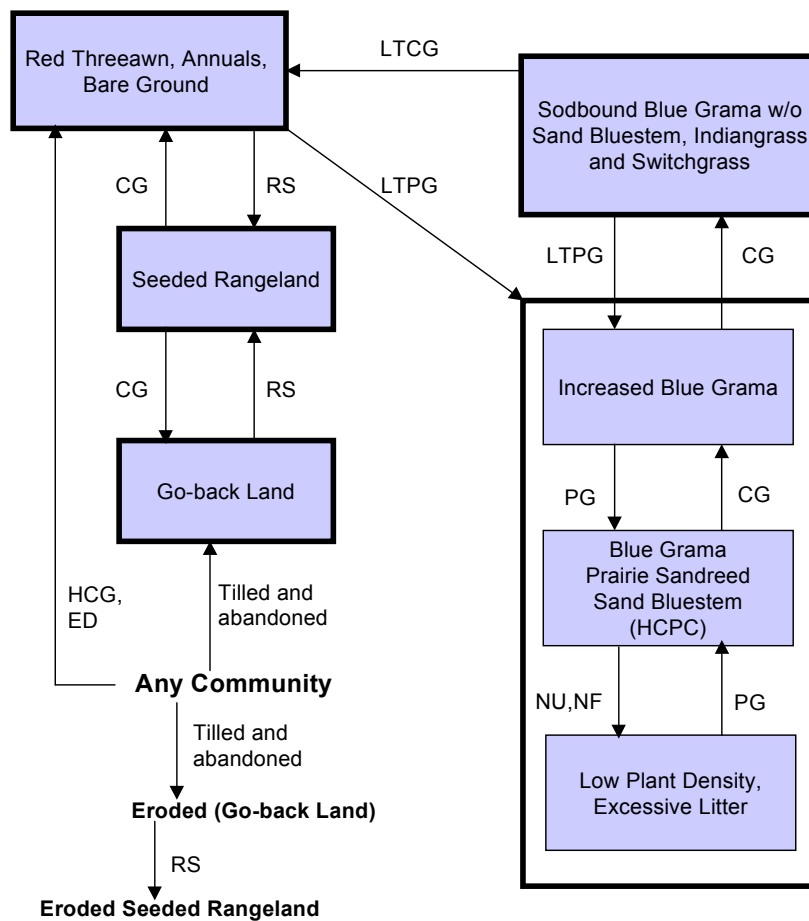 Red Threeawn, Annuals,
Bare Ground
LTCG
Sodbound Blue Grama w/o
Sand Bluestem, Indiangrass
and Switchgrass
CG
RS
LTPG
Seeded Rangeland
LTPG
CG
CG
RS
Increased Blue Grama
Go-back Land
PG
CG
Blue Grama
Prairie Sandreed
Sand Bluestem
(HCPC)
HCG,
ED
Tilled and
abandoned
Any Community
NU,NF
PG
Tilled and
abandoned
Low Plant Density,
Excessive Litter
Eroded (Go-back Land)
RS
Eroded Seeded Rangeland